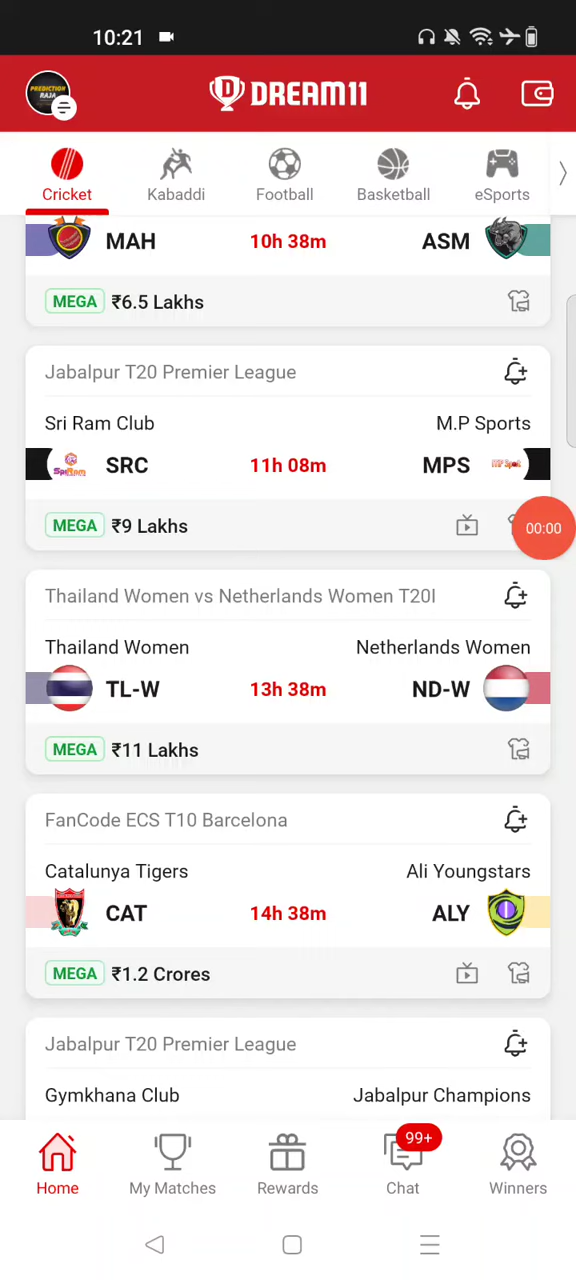 10:21
PREDICTION
RAJA
DREAM11
Cricket
Kabaddi
Football
Basketball
eSports
MAH 10h 38m ASM
MEGA ₹6.5 Lakhs
Jabalpur T20 Premier League
Sri Ram Club M.P Sports
SRC 11h 08m MPS
MEGA ₹9 Lakhs
00:00
Thailand Women vs Netherlands Women T20I
Thailand Women Netherlands Women
TL-W 13h 38m ND-W
MEGA ₹11 Lakhs
FanCode ECS T10 Barcelona
Catalunya Tigers Ali Youngstars
CAT 14h 38m ALY
MEGA ₹1.2 Crores
Jabalpur T20 Premier League
Gymkhana Club Jabalpur Champions
99+
Home My Matches Rewards Chat Winners